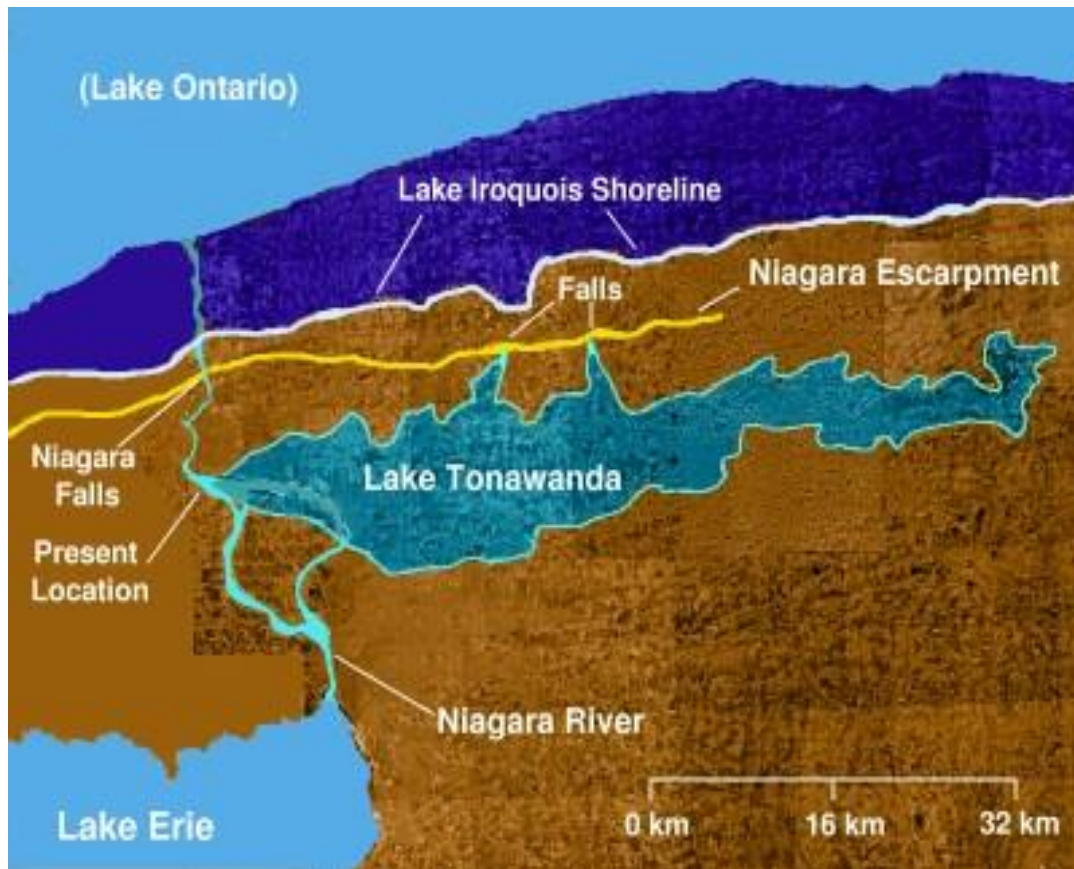 (Lake Ontario)
Lake Iroquois Shoreline
Falls
Niagara Escarpment
Niagara
Falls
Lake Tonawanda
Present
Location
Niagara River
Lake Erie
0 km
16 km
32 km